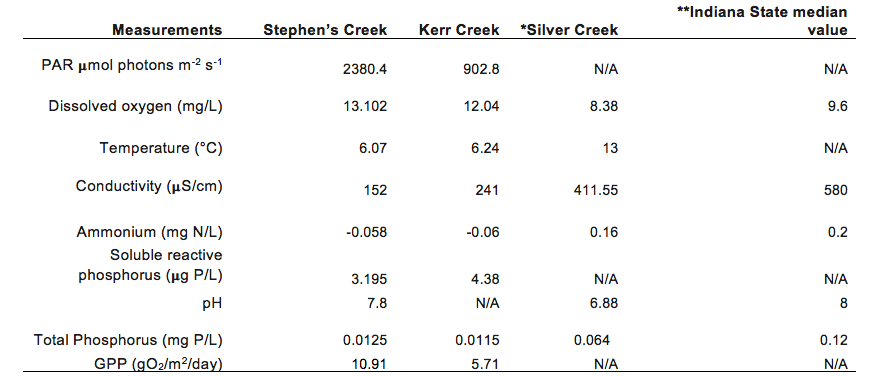 **Indiana State median
Measurements Stephen's Creek Kerr Creek *Silver Creek value
PAR μmol photons m⁻² s⁻¹ 2380.4 902.8 N/A N/A
Dissolved oxygen (mg/L) 13.102 12.04 8.38 9.6
Temperature (°C) 6.07 6.24 13 N/A
Conductivity (μS/cm) 152 241 411.55 580
Ammonium (mg N/L) -0.058 -0.06 0.16 0.2
Soluble reactive
phosphorus (μg P/L) 3.195 4.38 N/A N/A
pH 7.8 N/A 6.88 8
Total Phosphorus (mg P/L) 0.0125 0.0115 0.064 0.12
GPP (gO₂/m²/day) 10.91 5.71 N/A N/A